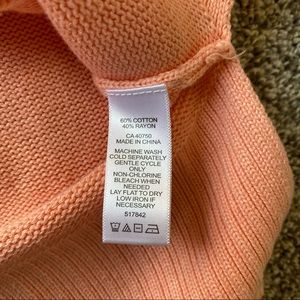 60% COTTON
40% RAYON
CA 40750
MADE IN CHINA
MACHINE WASH
COLD SEPARATELY
GENTLE CYCLE
ONLY
NON-CHLORINE
BLEACH WHEN
NEEDED
LAY FLAT TO DRY
LOW IRON IF
NECESSARY
517842